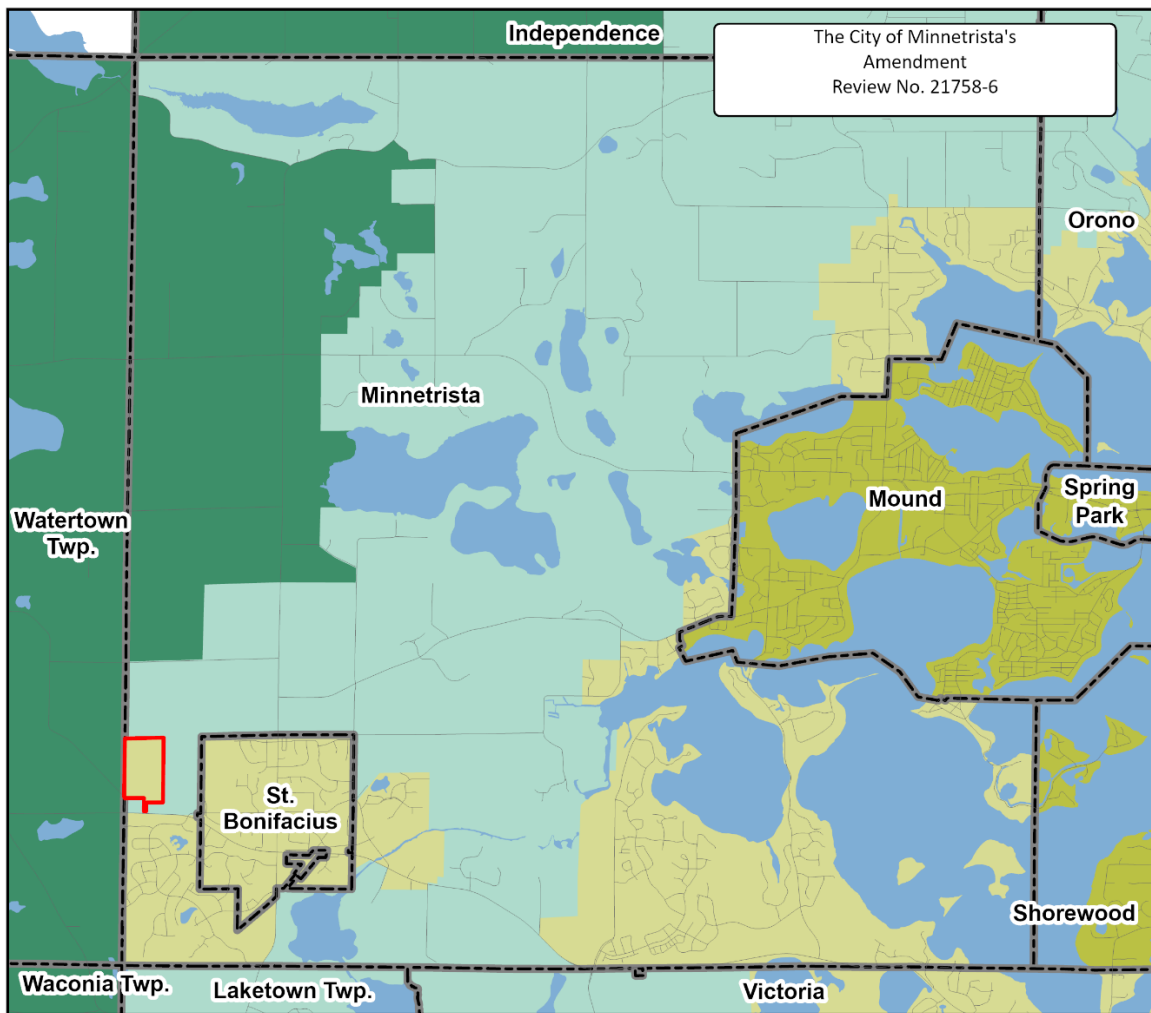 Independence
The City of Minnetrista's
Amendment
Review No. 21758-6
Orono
Minnetrista
Mound
Spring
Park
Watertown
Twp.
St.
Bonifacius
Shorewood
Waconia Twp.
Laketown Twp.
Victoria